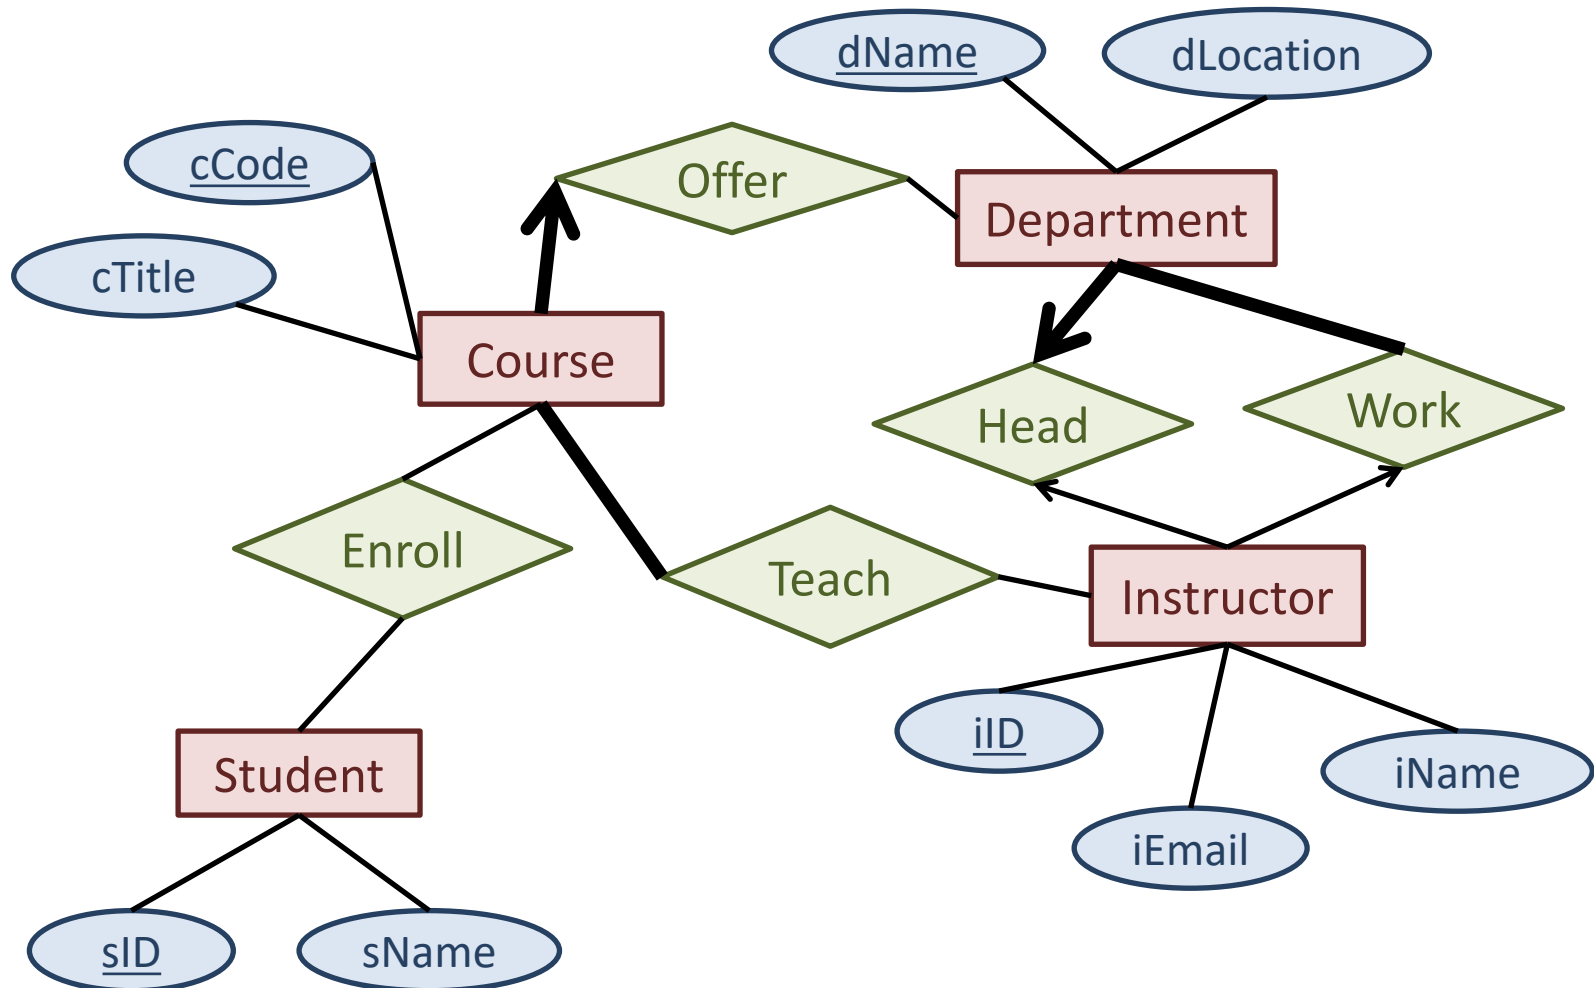 dName
dLocation
cCode
Offer
Department
cTitle
Course
Head
Work
Enroll
Teach
Instructor
iID
iName
Student
iEmail
sID
sName